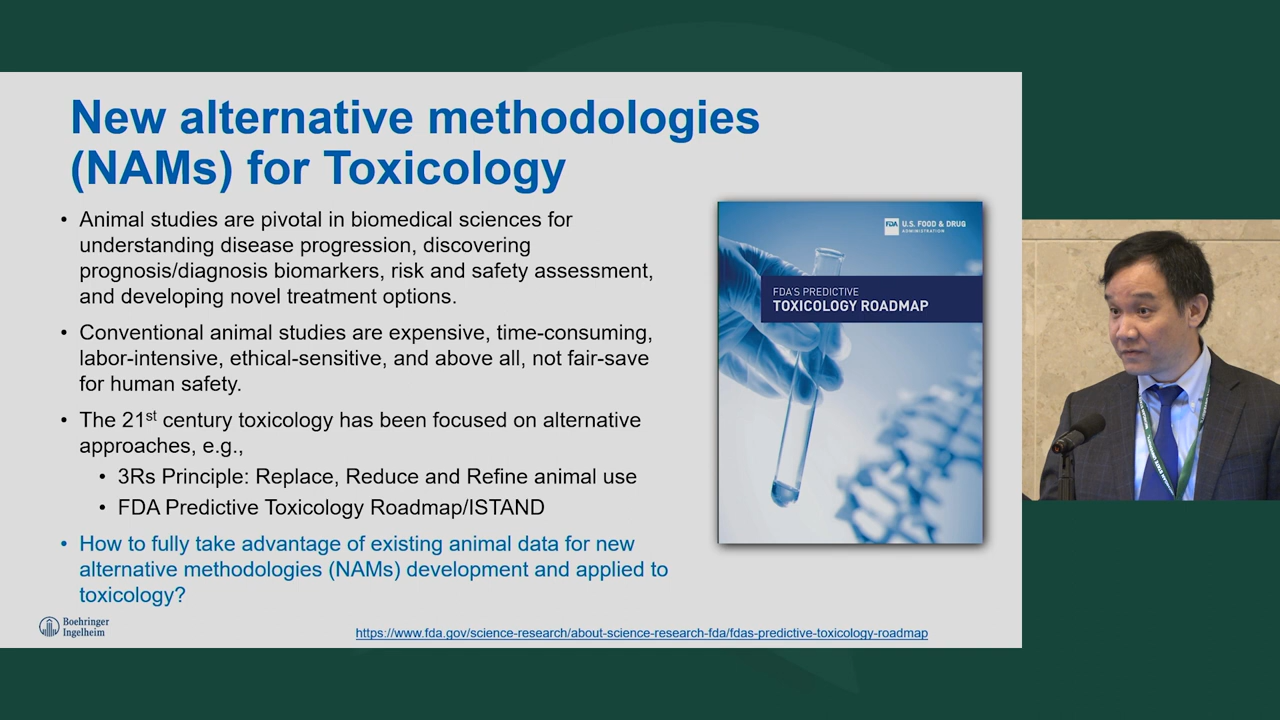 New alternative methodologies
(NAMs) for Toxicology
• Animal studies are pivotal in biomedical sciences for
understanding disease progression, discovering
prognosis/diagnosis biomarkers, risk and safety assessment,
and developing novel treatment options.
• Conventional animal studies are expensive, time-consuming,
labor-intensive, ethical-sensitive, and above all, not fair-save
for human safety.
• The 21st century toxicology has been focused on alternative
approaches, e.g.,
• 3Rs Principle: Replace, Reduce and Refine animal use
• FDA Predictive Toxicology Roadmap/ISTAND
• How to fully take advantage of existing animal data for new
alternative methodologies (NAMs) development and applied to
toxicology?
FDA U.S. FOOD & DRUG
ADMINISTRATION
FDA'S PREDICTIVE
TOXICOLOGY ROADMAP
Boehringer
Ingelheim
https://www.fda.gov/science-research/about-science-research-fda/fdas-predictive-toxicology-roadmap